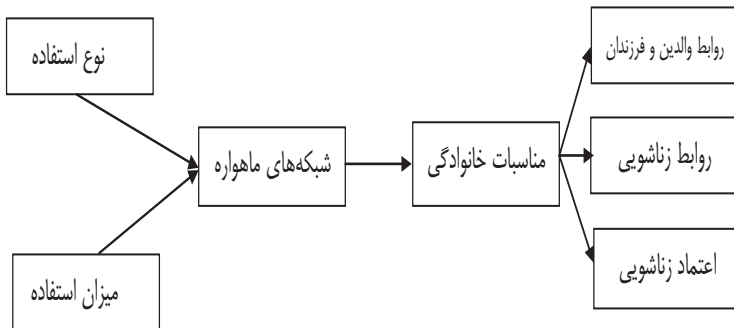 روابط والدین و فرزندان
نوع استفاده
روابط زناشویی
مناسبات خانوادگی
شبکه‌های ماهواره
اعتماد زناشویی
میزان استفاده